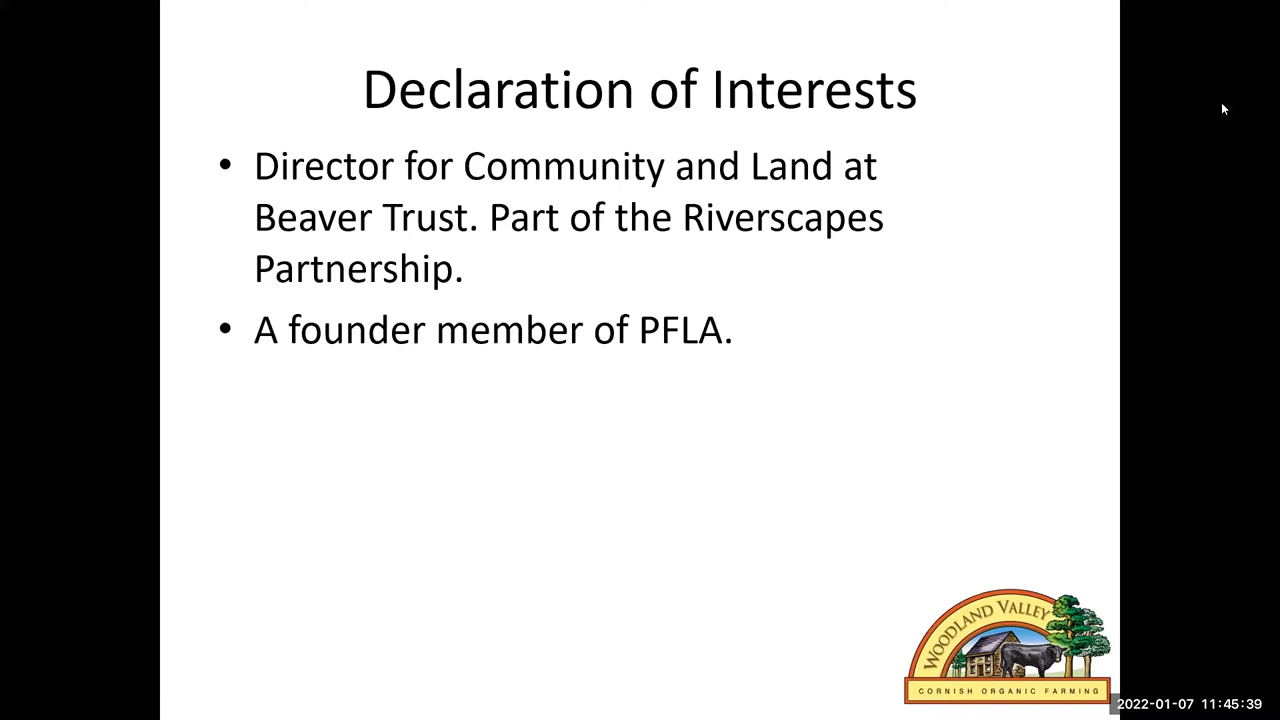 Declaration of Interests
• Director for Community and Land at
Beaver Trust. Part of the Riverscapes
Partnership.
• A founder member of PFLA.
WOODLAND VALLEY
CORNISH ORGANIC FARMING
2022-01-07 11:45:39